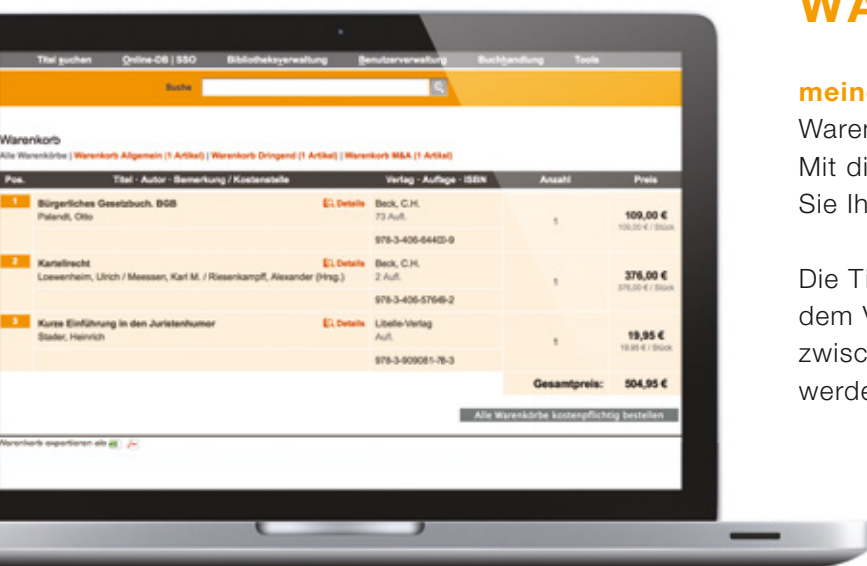 Titel suchen Online-DB | SSO Bibliotheksverwaltung Benutzerverwaltung Buchhandlung Tools
Suche
Warenkorb
Alle Warenkörbe | Warenkorb Allgemein (1 Artikel) | Warenkorb Dringend (1 Artikel) | Warenkorb M&A (1 Artikel)
Pos. Titel - Autor - Bemerkung / Kostenstelle Verlag - Auflage - ISBN Anzahl Preis
1 Bürgerliches Gesetzbuch. BGB Details Beck, C.H. 1 109,00 €
Palandt, Otto 73 Aufl. 109,00 € / Stück
978-3-406-64400-9
2 Kartellrecht Details Beck, C.H. 1 376,00 €
Loewenheim, Ulrich / Meessen, Karl M. / Riesenkampff, Alexander (Hrsg.) 2 Aufl. 376,00 € / Stück
978-3-406-57649-2
3 Kurze Einführung in den Juristenhumor Details Libelle-Verlag 1 19,95 €
Stader, Heinrich Aufl. 19,95 € / Stück
978-3-909081-78-3
Gesamtpreis: 504,95 €
Alle Warenkörbe kostenpflichtig bestellen
Warenkorb exportieren als
WA
mein
Waren
Mit di
Sie Ih
Die Ti
dem V
zwisc
werde